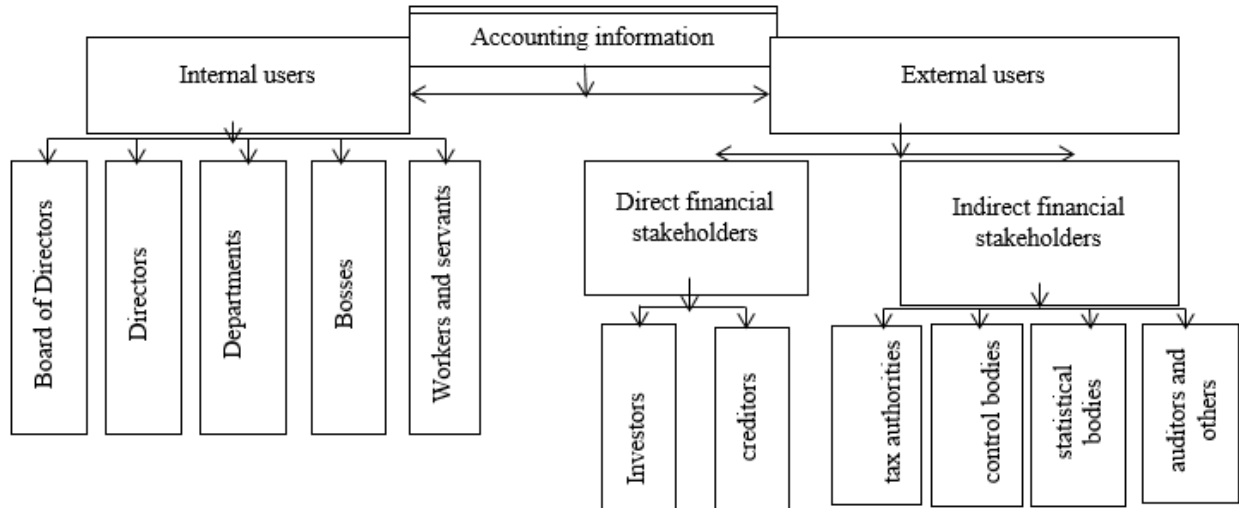 Accounting information
Internal users
External users
Board of Directors
Directors
Departments
Bosses
Workers and servants
Direct financial
stakeholders
Indirect financial
stakeholders
Investors
creditors
tax authorities
control bodies
statistical
bodies
auditors and
others